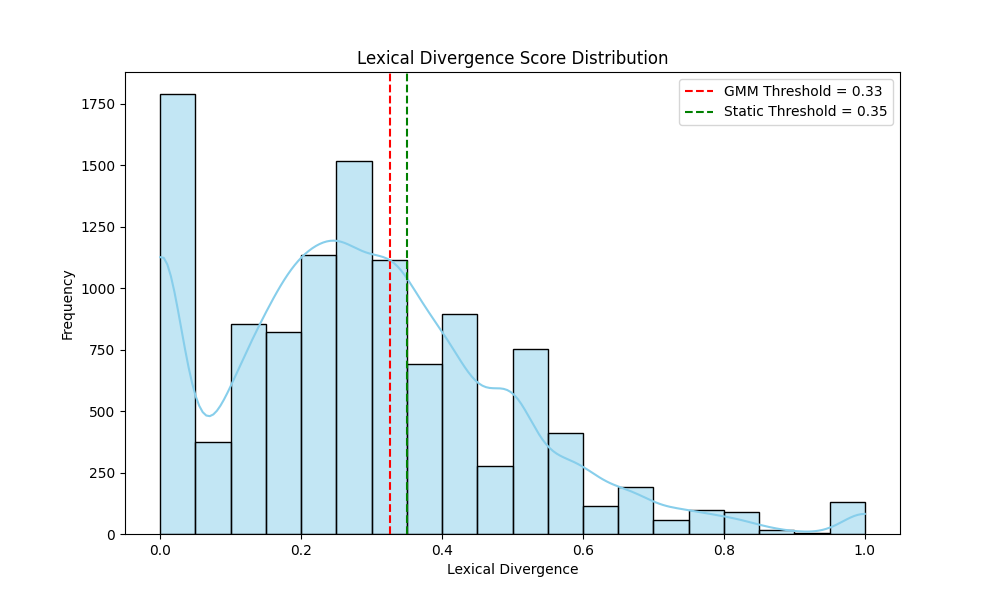 Lexical Divergence Score Distribution
GMM Threshold = 0.33
Static Threshold = 0.35
Frequency
1750
1500
1250
1000
750
500
250
0
0.0 0.2 0.4 0.6 0.8 1.0
Lexical Divergence